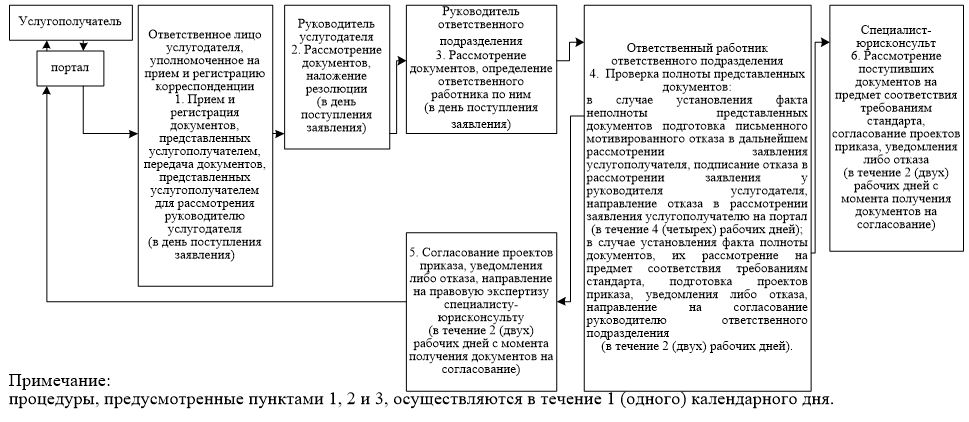 Услугополучатель
портал
Ответственное лицо
услугодателя,
уполномоченное на
прием и регистрацию
корреспонденции
1. Прием и
регистрация
документов,
представленных
услугополучателем,
передача документов,
представленных
услугополучателем
для рассмотрения
руководителю
услугодателя
(в день поступления
заявления)
Руководитель
услугодателя
2. Рассмотрение
документов,
наложение
резолюции
(в день
поступления
заявления)
Руководитель
ответственного
подразделения
3. Рассмотрение
документов, определение
ответственного
работника по ним
(в день поступления
заявления)
Ответственный работник
ответственного подразделения
4. Проверка полноты представленных
документов:
в случае установления факта
неполноты представленных
документов подготовка письменного
мотивированного отказа в дальнейшем
рассмотрении заявления
услугополучателя, подписание отказа в
рассмотрении заявления у
руководителя услугодателя,
направление отказа в рассмотрении
заявления услугополучателю на портал
(в течение 4 (четырех) рабочих дней);
в случае установления факта полноты
документов, их рассмотрение на
предмет соответствия требованиям
стандарта, подготовка проектов
приказа, уведомления либо отказа,
направление на согласование
руководителю ответственного
подразделения
(в течение 2 (двух) рабочих дней).
5. Согласование проектов
приказа, уведомления
либо отказа, направление
на правовую экспертизу
специалисту-
юрисконсульту
(в течение 2 (двух)
рабочих дней с момента
получения документов на
согласование)
Специалист-
юрисконсульт
6. Рассмотрение
поступивших
документов на
предмет соответствия
требованиям
стандарта,
согласование проектов
приказа, уведомления
либо отказа
(в течение 2 (двух)
рабочих дней с
момента получения
документов на
согласование)
Примечание:
процедуры, предусмотренные пунктами 1, 2 и 3, осуществляются в течение 1 (одного) календарного дня.